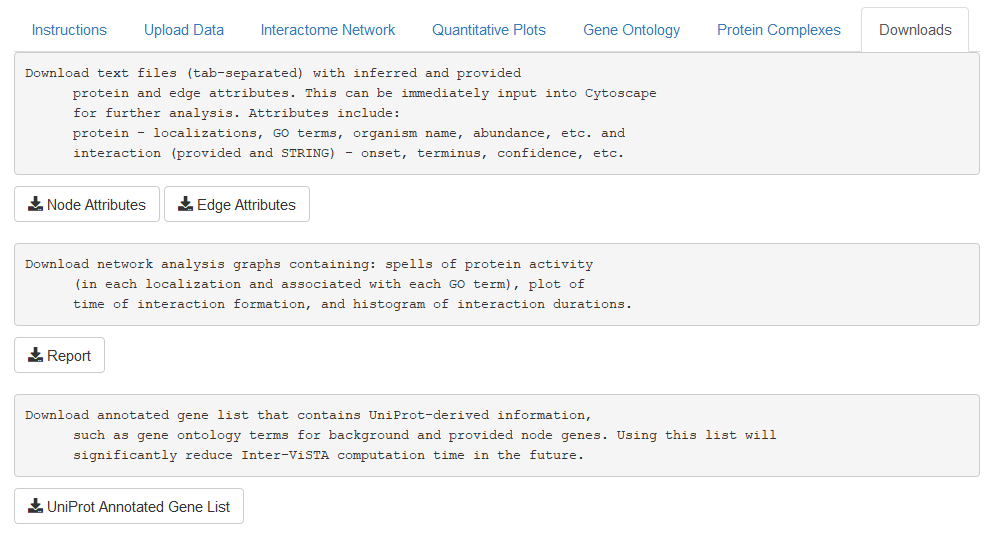 Instructions
Upload Data
Interactome Network
Quantitative Plots
Gene Ontology
Protein Complexes
Downloads
Download text files (tab-separated) with inferred and provided
protein and edge attributes. This can be immediately input into Cytoscape
for further analysis. Attributes include:
protein - localizations, GO terms, organism name, abundance, etc. and
interaction (provided and STRING) - onset, terminus, confidence, etc.
Node Attributes
Edge Attributes
Download network analysis graphs containing: spells of protein activity
(in each localization and associated with each GO term), plot of
time of interaction formation, and histogram of interaction durations.
Report
Download annotated gene list that contains UniProt-derived information,
such as gene ontology terms for background and provided node genes. Using this list will
significantly reduce Inter-ViSTA computation time in the future.
UniProt Annotated Gene List